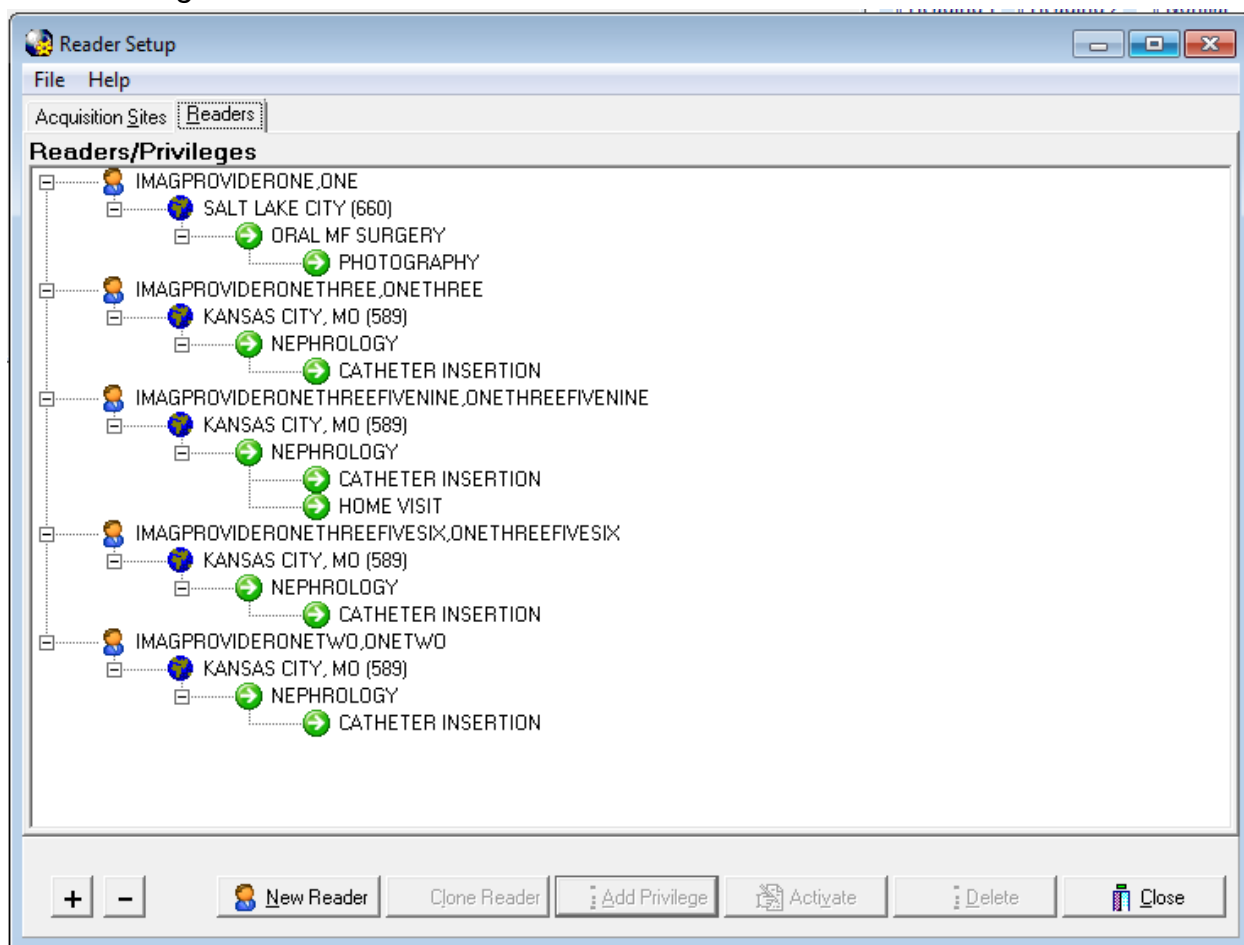 Reader Setup
File Help
Acquisition Sites Readers
Readers/Privileges
IMAGPROVIDERONE,ONE
SALT LAKE CITY (660)
ORAL MF SURGERY
PHOTOGRAPHY
IMAGPROVIDERONETHREE,ONETHREE
KANSAS CITY, MO (589)
NEPHROLOGY
CATHETER INSERTION
IMAGPROVIDERONETHREEFIVENINE,ONETHREEFIVENINE
KANSAS CITY, MO (589)
NEPHROLOGY
CATHETER INSERTION
HOME VISIT
IMAGPROVIDERONETHREEFIVESIX,ONETHREEFIVESIX
KANSAS CITY, MO (589)
NEPHROLOGY
CATHETER INSERTION
IMAGPROVIDERONETWO,ONETWO
KANSAS CITY, MO (589)
NEPHROLOGY
CATHETER INSERTION
+ − New Reader Clone Reader Add Privilege Activate Delete Close